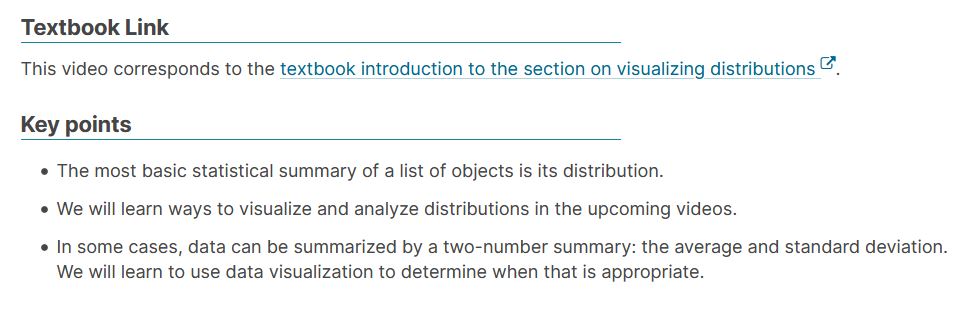 Textbook Link
This video corresponds to the textbook introduction to the section on visualizing distributions.
Key points
• The most basic statistical summary of a list of objects is its distribution.
• We will learn ways to visualize and analyze distributions in the upcoming videos.
• In some cases, data can be summarized by a two-number summary: the average and standard deviation.
We will learn to use data visualization to determine when that is appropriate.